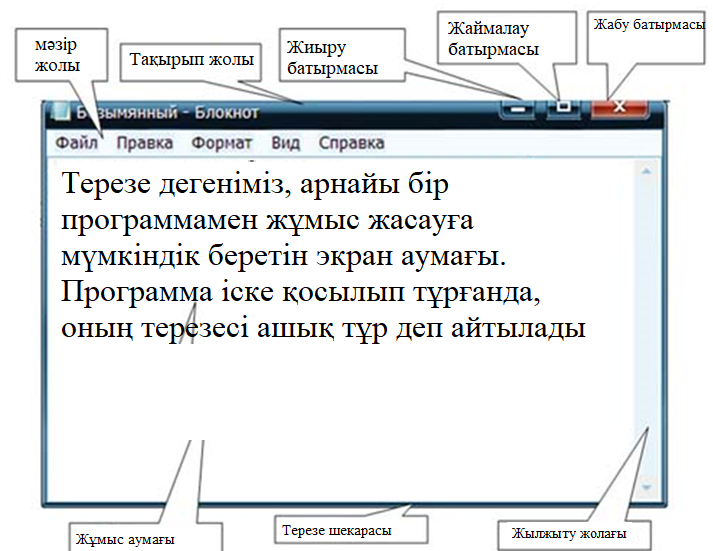 мәзір
жолы
Тақырып жолы
Жиыру
батырмасы
Жаймалау
батырмасы
Жабу батырмасы
Безымянный - Блокнот
Файл Правка Формат Вид Справка
Терезе дегеніміз, арнайы бір
программамен жұмыс жасауға
мүмкіндік беретін экран аумағы.
Программа іске қосылып тұрғанда,
оның терезесі ашық тұр деп айтылады
Жұмыс аумағы
Терезе шекарасы
Жылжыту жолағы